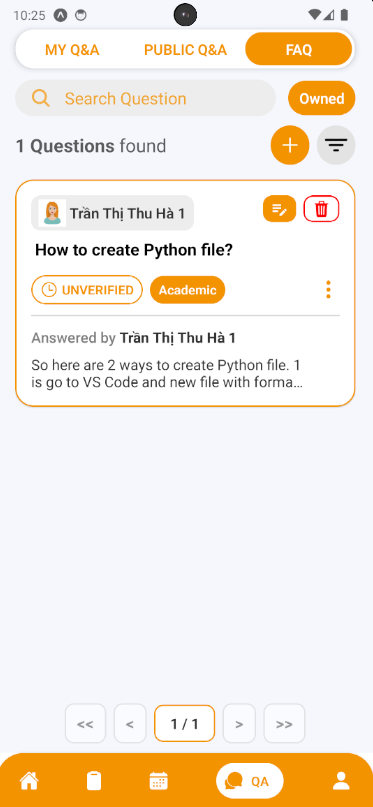 10:25
MY Q&A PUBLIC Q&A FAQ
Search Question Owned
1 Questions found
Trần Thị Thu Hà 1
How to create Python file?
UNVERIFIED Academic
Answered by Trần Thị Thu Hà 1
So here are 2 ways to create Python file. 1
is go to VS Code and new file with forma...
<< < 1 / 1 > >>
QA